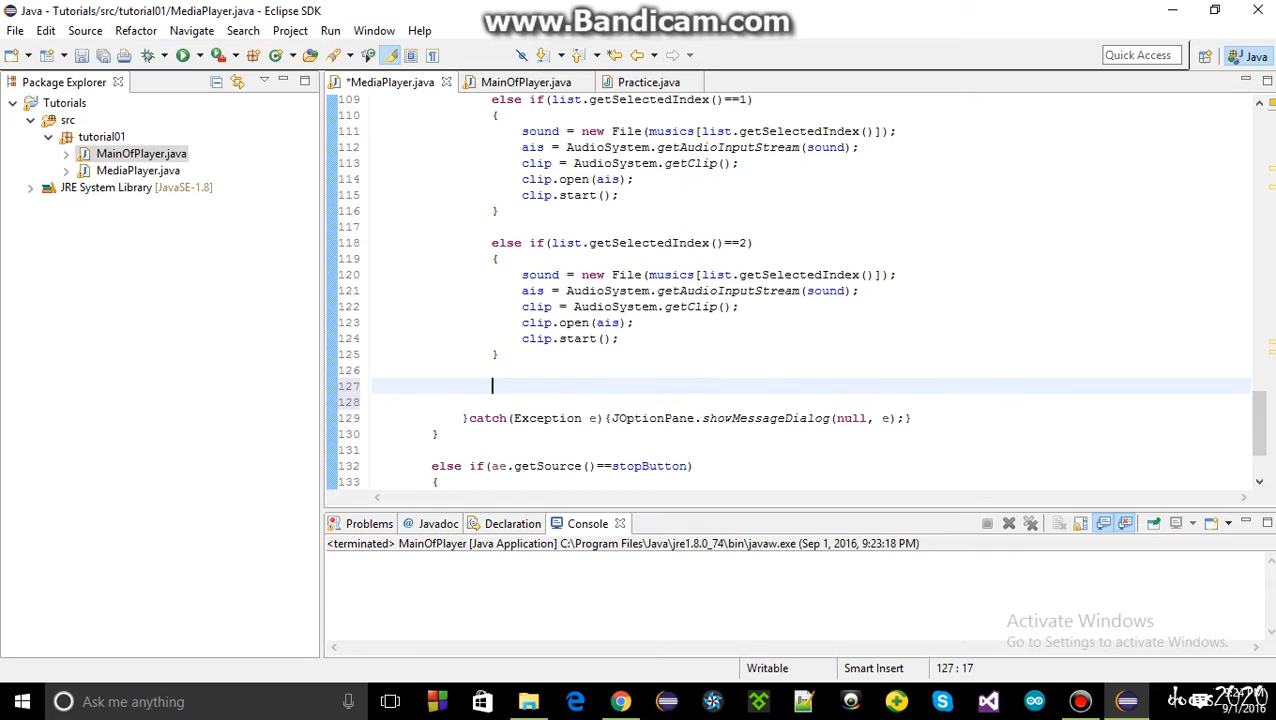 Java - Tutorials/src/tutorial01/MediaPlayer.java - Eclipse SDK
www.Bandicam.com
File Edit Source Refactor Navigate Search Project Run Window Help
Quick Access
Java
Package Explorer
*MediaPlayer.java MainOfPlayer.java Practice.java
Tutorials
src
tutorial01
MainOfPlayer.java
MediaPlayer.java
JRE System Library [JavaSE-1.8]
109 else if(list.getSelectedIndex()==1)
110 {
111 sound = new File(musics[list.getSelectedIndex()]);
112 ais = AudioSystem.getAudioInputStream(sound);
113 clip = AudioSystem.getClip();
114 clip.open(ais);
115 clip.start();
116 }
117
118 else if(list.getSelectedIndex()==2)
119 {
120 sound = new File(musics[list.getSelectedIndex()]);
121 ais = AudioSystem.getAudioInputStream(sound);
122 clip = AudioSystem.getClip();
123 clip.open(ais);
124 clip.start();
125 }
126
127
128
129 }catch(Exception e){JOptionPane.showMessageDialog(null, e);}
130 }
131
132 else if(ae.getSource()==stopButton)
133 {
Problems Javadoc Declaration Console
<terminated> MainOfPlayer [Java Application] C:\Program Files\Java\jre1.8.0_74\bin\javaw.exe (Sep 1, 2016, 9:23:18 PM)
Activate Windows
Go to Settings to activate Windows.
Writable Smart Insert 127 : 17
Ask me anything
9/1/2016